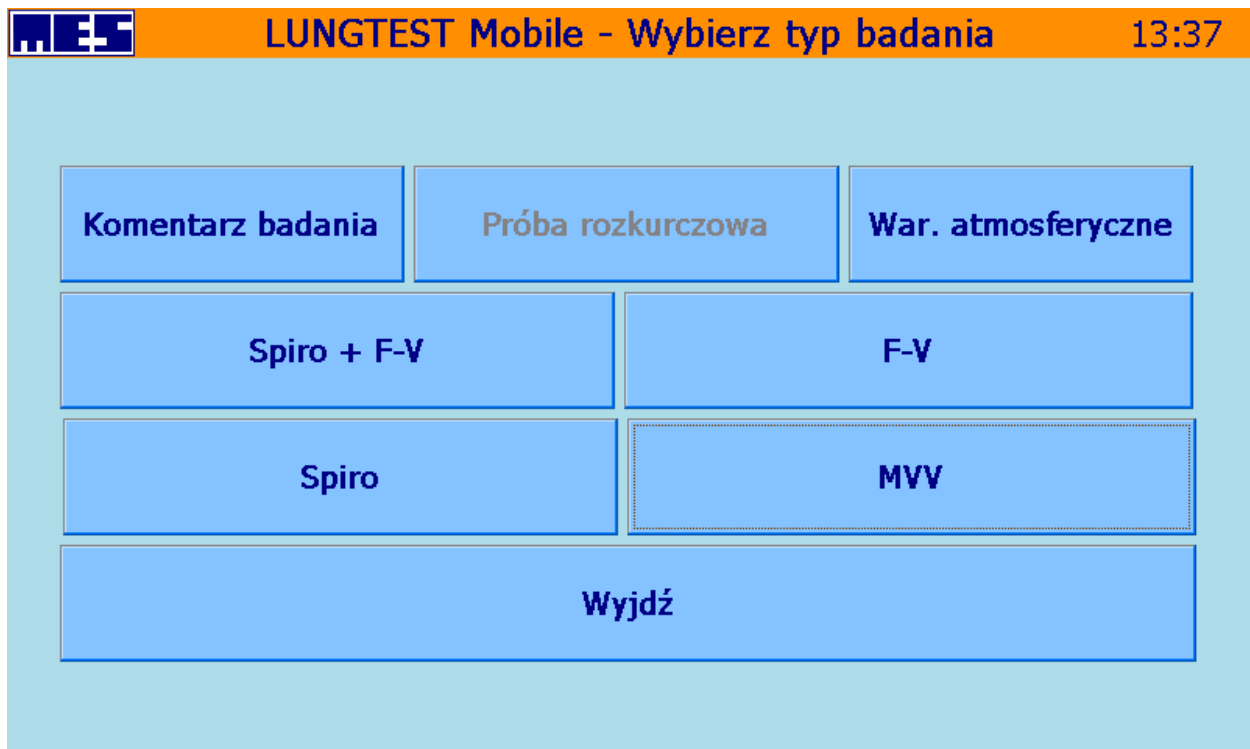 MES LUNGTEST Mobile - Wybierz typ badania 13:37
Komentarz badania Próba rozkurczowa War. atmosferyczne
Spiro + F-V F-V
Spiro MVV
Wyjdź